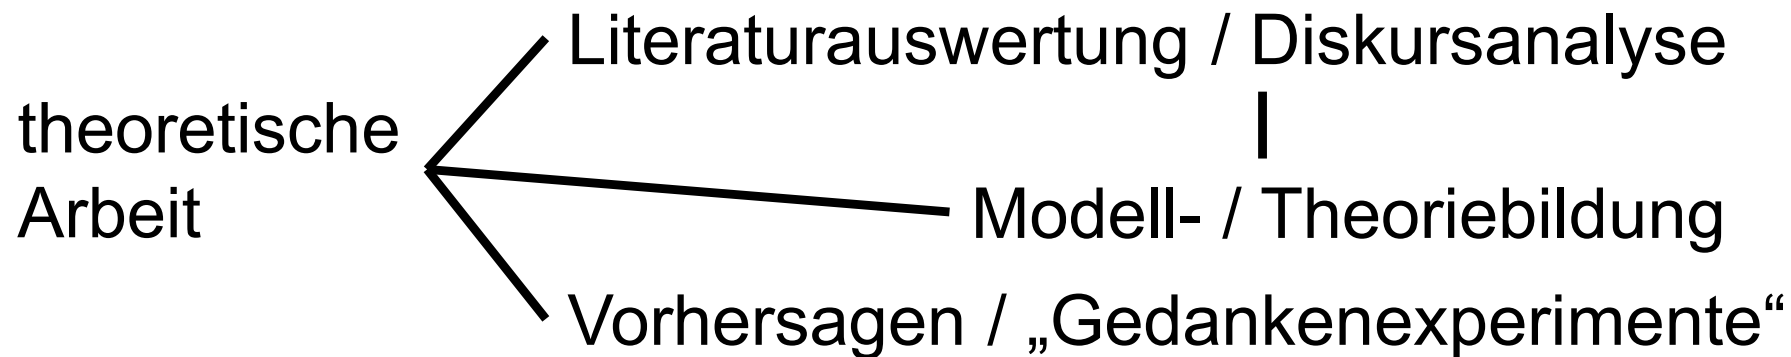 Literaturauswertung / Diskursanalyse
theoretische
Arbeit
Modell- / Theoriebildung
Vorhersagen / „Gedankenexperimente“